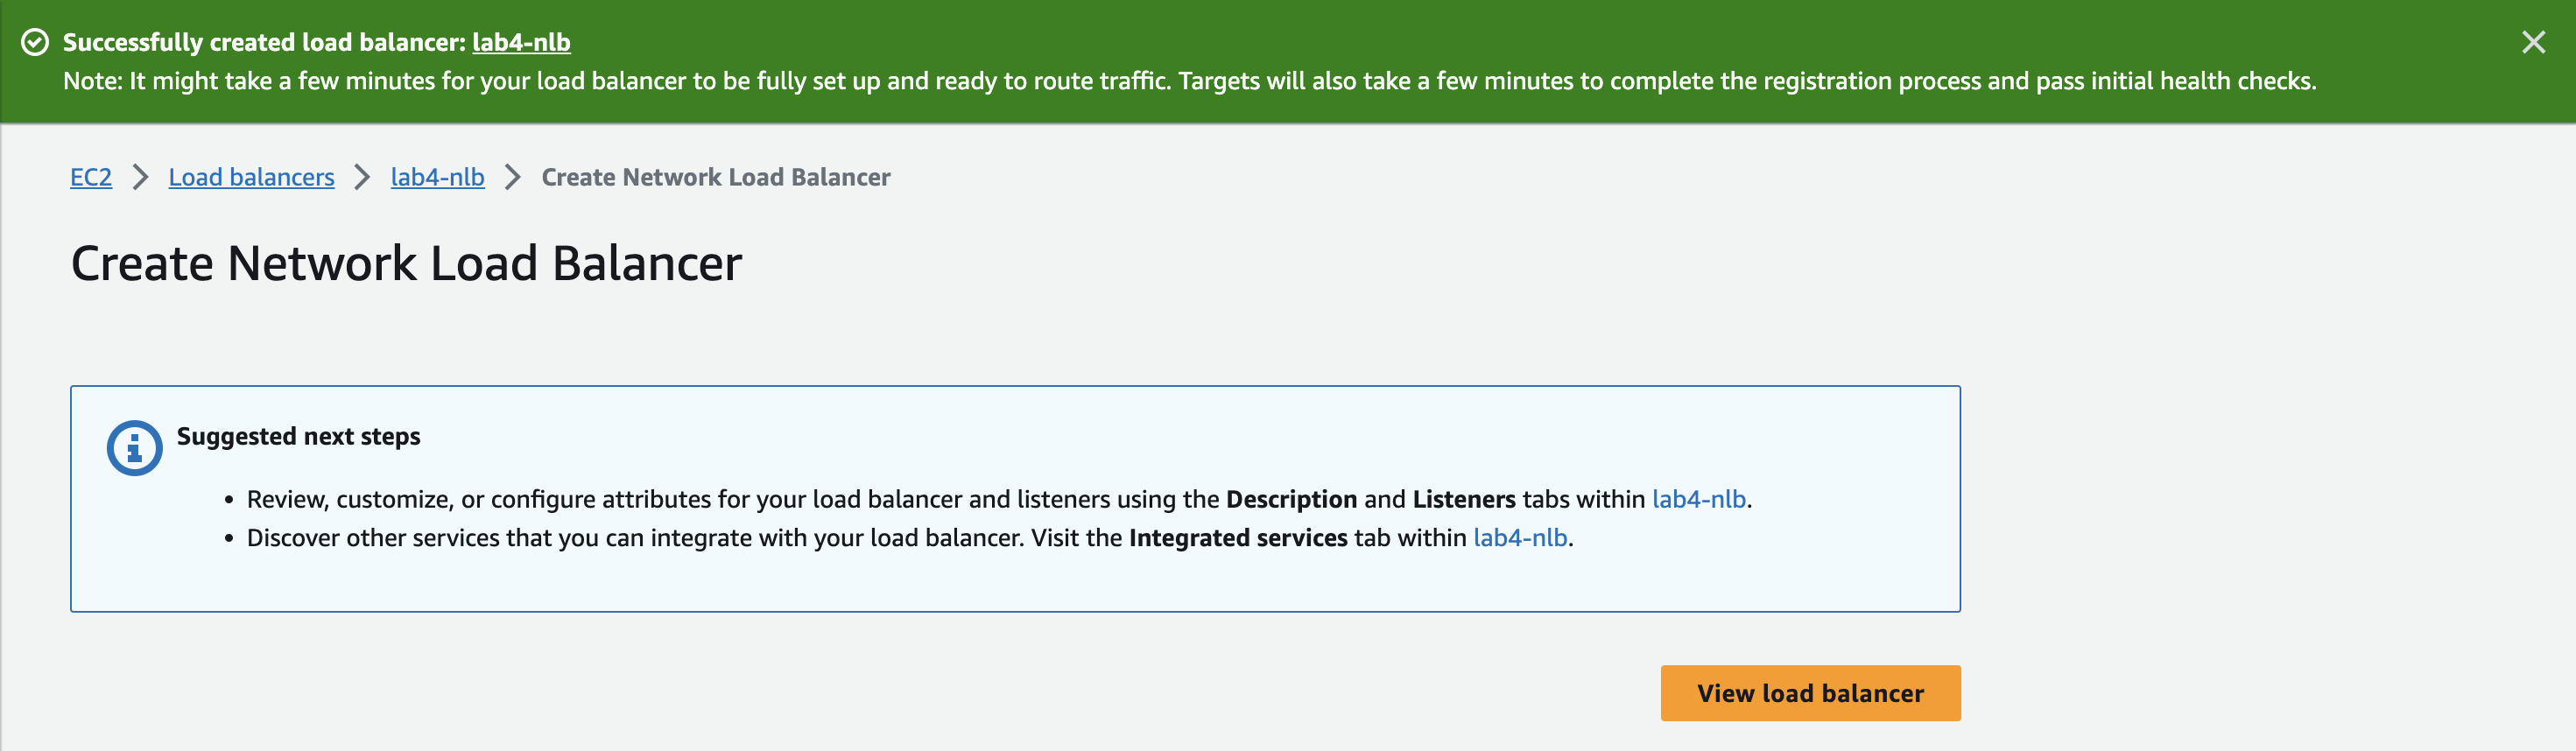 Successfully created load balancer: lab4-nlb
Note: It might take a few minutes for your load balancer to be fully set up and ready to route traffic. Targets will also take a few minutes to complete the registration process and pass initial health checks.
EC2 > Load balancers > lab4-nlb > Create Network Load Balancer
Create Network Load Balancer
Suggested next steps
• Review, customize, or configure attributes for your load balancer and listeners using the Description and Listeners tabs within lab4-nlb.
• Discover other services that you can integrate with your load balancer. Visit the Integrated services tab within lab4-nlb.
View load balancer